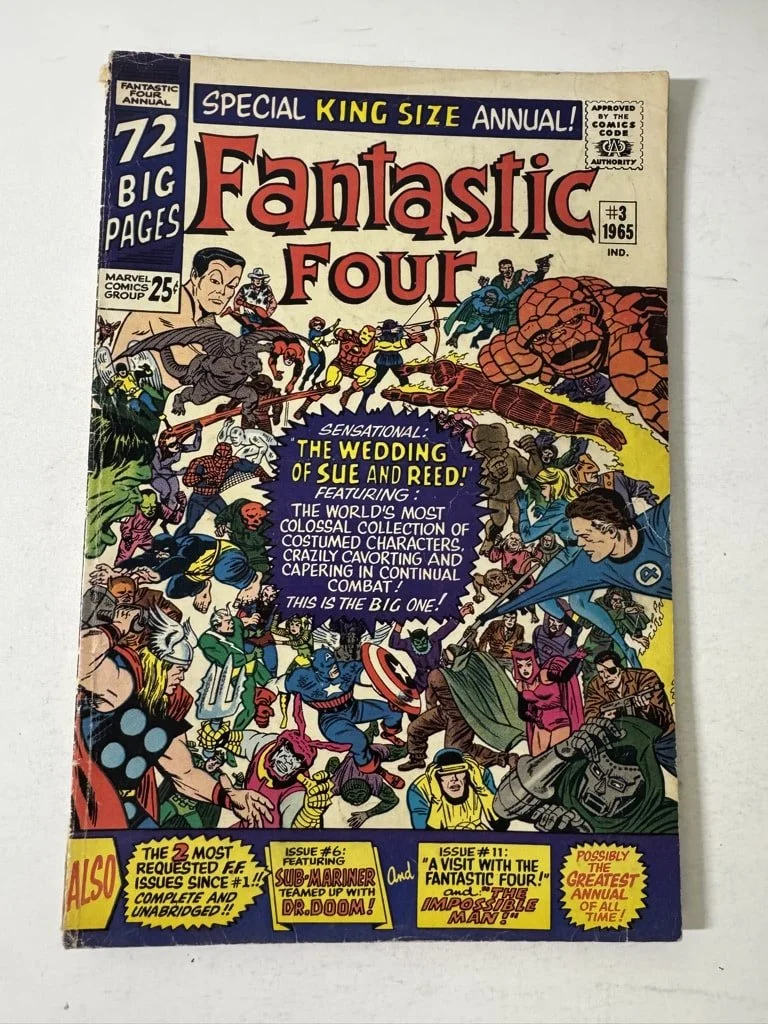 FANTASTIC
FOUR
ANNUAL
72
BIG
PAGES
MARVEL
COMICS
GROUP
25¢
SPECIAL KING SIZE ANNUAL!
APPROVED
BY THE
COMICS
CODE
CA
AUTHORITY
Fantastic
Four
#3
1965
IND.
SENSATIONAL:
"THE WEDDING
OF SUE AND REED!"
FEATURING:
THE WORLD'S MOST
COLOSSAL COLLECTION OF
COSTUMED CHARACTERS,
CRAZILY CAVORTING AND
CAPERING IN CONTINUAL
COMBAT!
THIS IS THE BIG ONE!
4
ALSO
THE 2 MOST
REQUESTED F.F.
ISSUES SINCE #1!!
COMPLETE AND
UNABRIDGED!!
ISSUE #6:
FEATURING
SUB-MARINER
TEAMED UP WITH
DR. DOOM!
and
ISSUE #11:
"A VISIT WITH THE
FANTASTIC FOUR!"
and: "THE
IMPOSSIBLE
MAN!"
POSSIBLY
THE
GREATEST
ANNUAL
OF ALL
TIME!